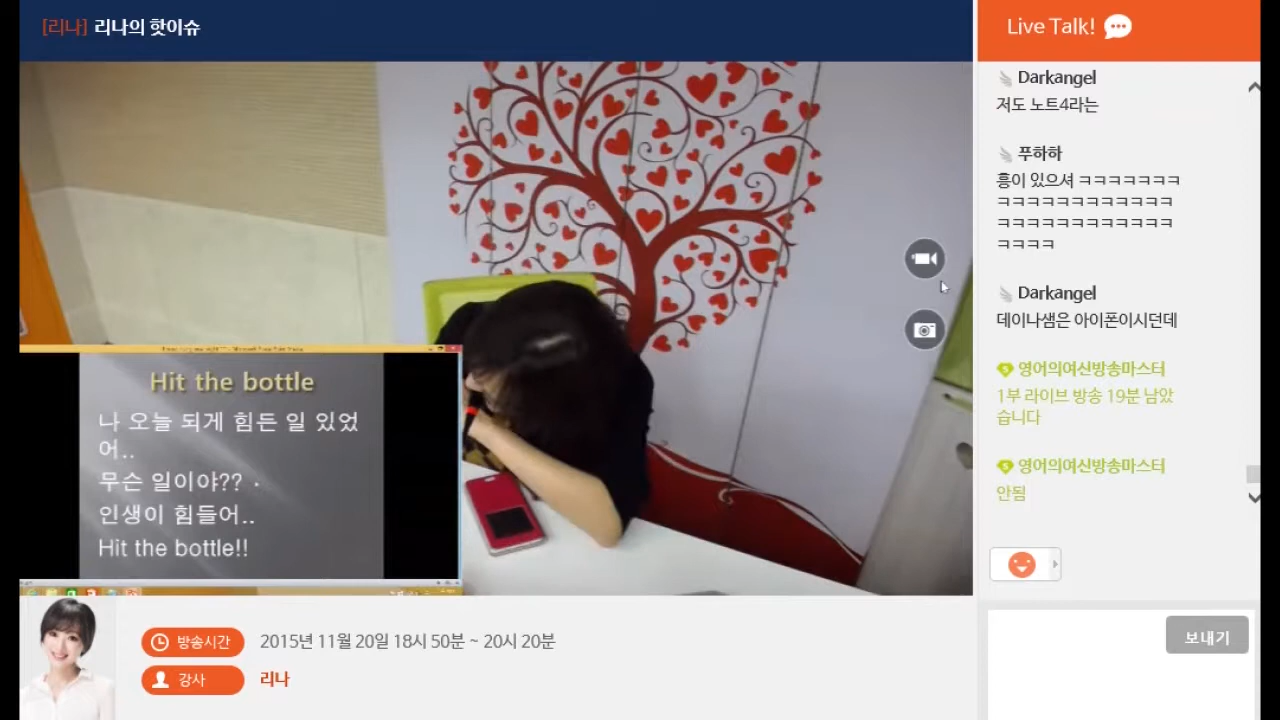 [리나] 리나의 핫이슈
Live Talk!
Darkangel
저도 노트4라는
푸하하
흥이 있으셔 ㅋㅋㅋㅋㅋㅋㅋ
ㅋㅋㅋㅋㅋㅋㅋㅋㅋㅋㅋㅋ
ㅋㅋㅋㅋㅋㅋㅋㅋㅋㅋㅋㅋ
ㅋㅋㅋㅋ
Darkangel
데이나샘은 아이폰이시던데
영어의여신방송마스터
1부 라이브 방송 19분 남았
습니다
영어의여신방송마스터
안됨
보내기
Hit the bottle
나 오늘 되게 힘든 일 있었
어..
무슨 일이야??
인생이 힘들어..
Hit the bottle!!
방송시간 2015년 11월 20일 18시 50분 ~ 20시 20분
강사 리나